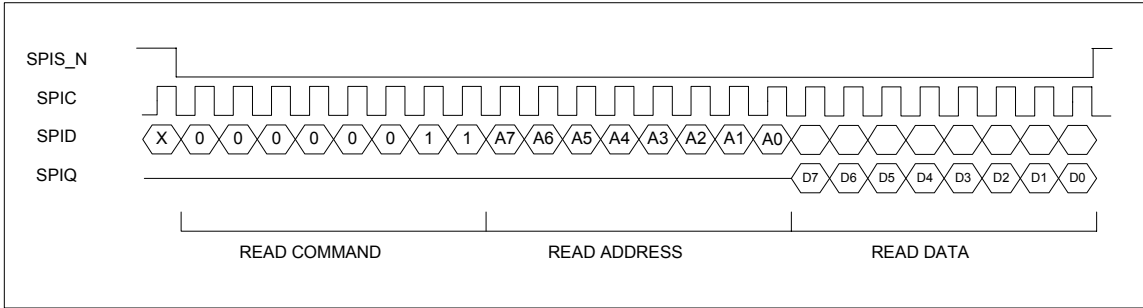 SPIS_N
SPIC
SPID X 0 0 0 0 0 0 1 1 A7 A6 A5 A4 A3 A2 A1 A0
SPIQ D7 D6 D5 D4 D3 D2 D1 D0
READ COMMAND READ ADDRESS READ DATA